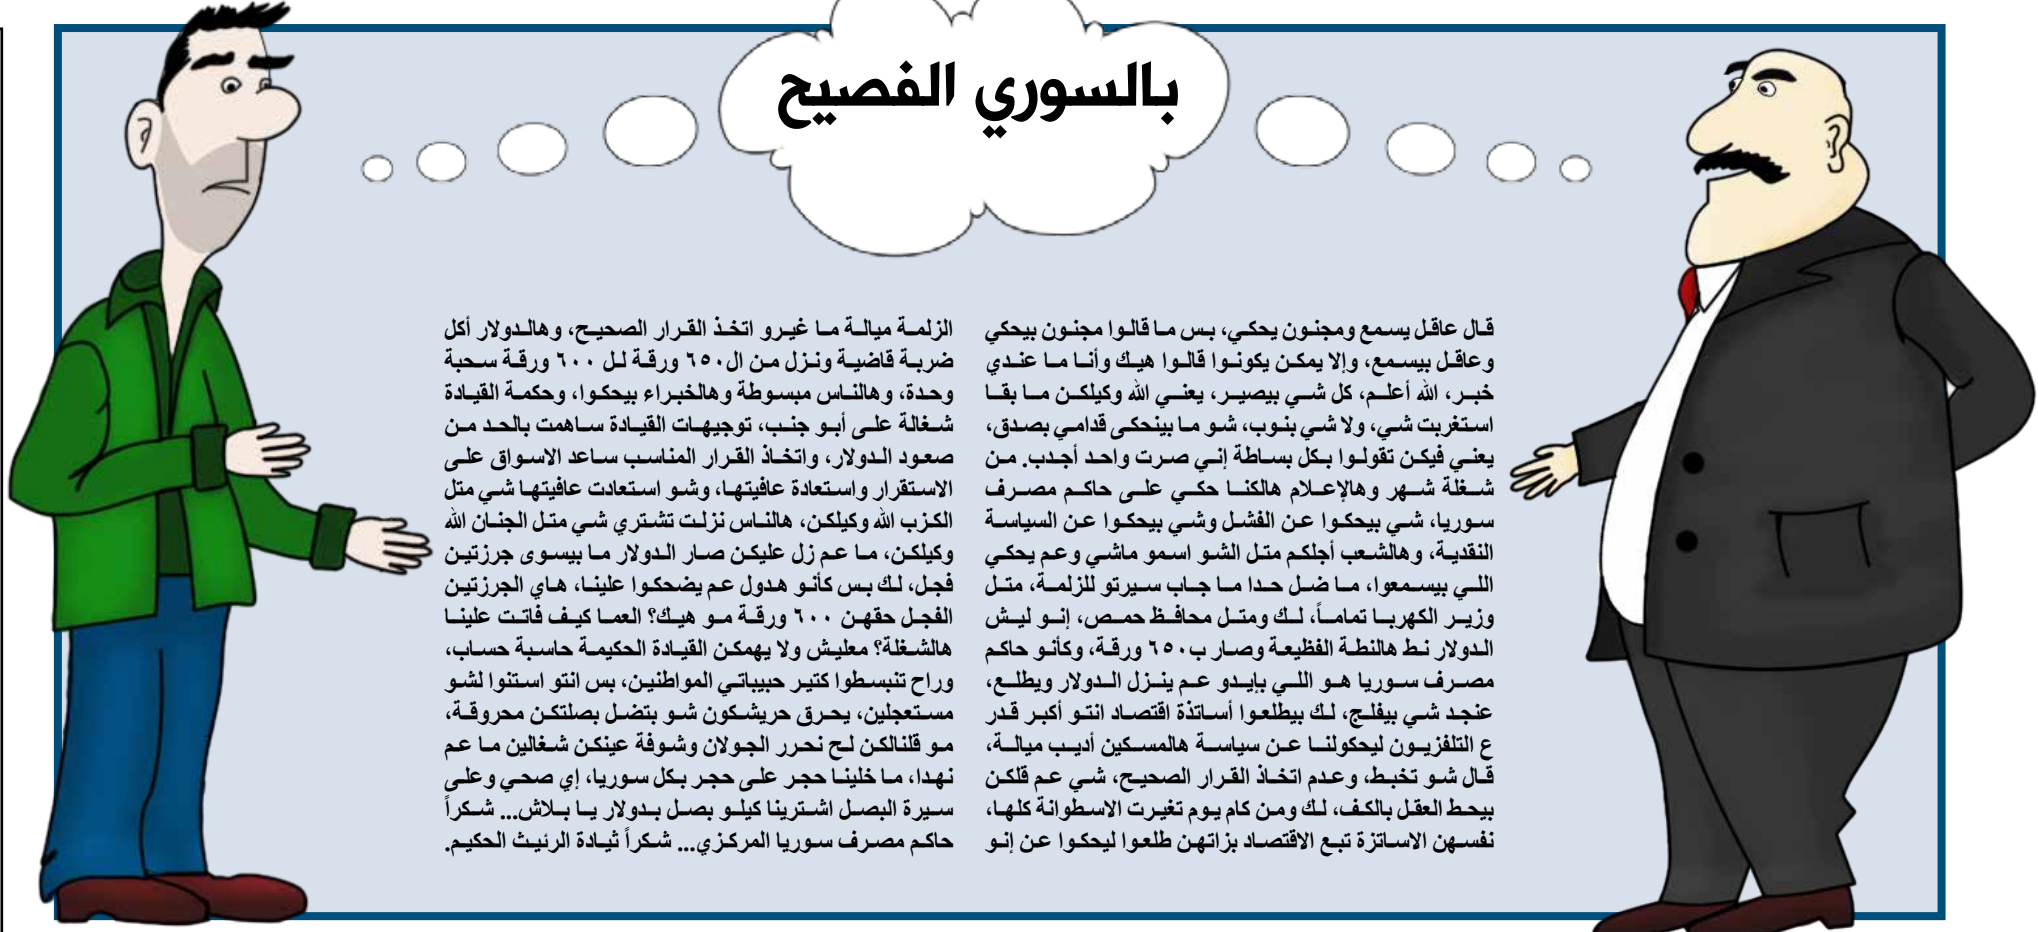 بالسوري الفصيح
قال عاقل يسمع ومجنون يحكي، بس ما قالوا مجنون بيحكي
وعاقل بيسمع، وإلا يمكن يكونوا قالوا هيك وأنا ما عندي
خبر، الله أعلم، كل شي بيصير، يعني الله وكيلكن ما بقا
استغربت شي، ولا شي بنوب، شو ما بينحكى قدامي بصدق،
يعني فيكن تقولوا بكل بساطة إني صرت واحد أجدب. من
شغلة شهر وهالإعلام هالكنا حكي على حاكم مصرف
سوريا، شي بيحكوا عن الفشل وشي بيحكوا عن السياسة
النقدية، وهالشعب أجلكم متل الشو اسمو ماشي وعم يحكي
اللي بيسمعوا، ما ضل حدا ما جاب سيرتو للزلمة، متل
وزير الكهربا تماماً، لك ومتل محافظ حمص، إنو ليش
الدولار نط هالنطة الفظيعة وصار ب٦٥٠ ورقة، وكأنو حاكم
مصرف سوريا هو اللي بإيدو عم ينزل الدولار ويطلع،
عنجد شي بيفلج، لك بيطلعوا أساتذة اقتصاد انتو أكبر قدر
ع التلفزيون ليحكولنا عن سياسة هالمسكين أديب ميالة،
قال شو تخبط، وعدم اتخاذ القرار الصحيح، شي عم قلكن
بيحط العقل بالكف، لك ومن كام يوم تغيرت الاسطوانة كلها،
نفسهن الاساتزة تبع الاقتصاد بزاتهن طلعوا ليحكوا عن إنو
الزلمة ميالة ما غيرو اتخذ القرار الصحيح، وهالدولار أكل
ضربة قاضية ونزل من ال٦٥٠ ورقة لل ٦٠٠ ورقة سحبة
وحدة، وهالناس مبسوطة وهالخبراء بيحكوا، وحكمة القيادة
شغالة على أبو جنب، توجيهات القيادة ساهمت بالحد من
صعود الدولار، واتخاذ القرار المناسب ساعد الاسواق على
الاستقرار واستعادة عافيتها، وشو استعادت عافيتها شي متل
الكزب الله وكيلكن، هالناس نزلت تشتري شي متل الجنان الله
وكيلكن، ما عم زل عليكن صار الدولار ما بيسوى جرزتين
فجل، لك بس كأنو هدول عم يضحكوا علينا، هاي الجرزتين
الفجل حقهن ٦٠٠ ورقة مو هيك؟ العما كيف فاتت علينا
هالشغلة؟ معليش ولا يهمكن القيادة الحكيمة حاسبة حساب،
وراح تنبسطوا كتير حبيباتي المواطنين، بس انتو استنوا لشو
مستعجلين، يحرق حريشكون شو بتضل بصلتكن محروقة،
مو قلنالكن لح نحرر الجولان وشوفة عينكن شغالين ما عم
نهدا، ما خلينا حجر على حجر بكل سوريا، إي صحي وعلى
سيرة البصل اشترينا كيلو بصل بدولار يا بلاش... شكراً
حاكم مصرف سوريا المركزي... شكراً ثيادة الرئيث الحكيم.